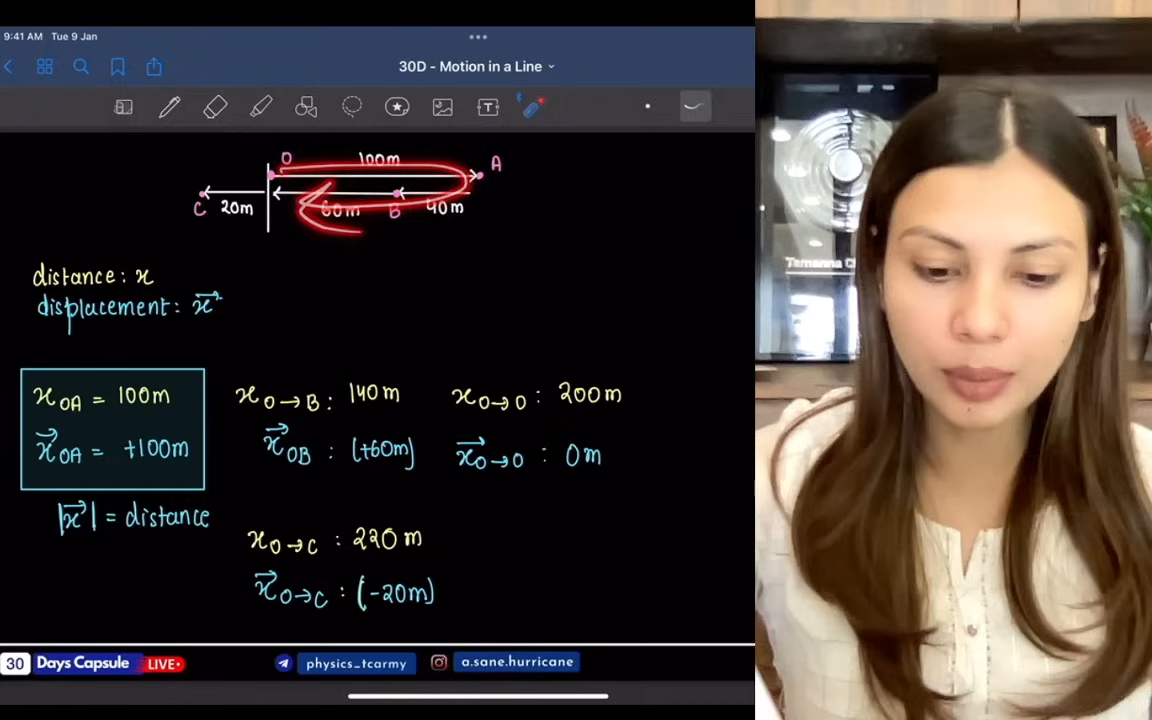 9:41 AM Tue 9 Jan
30D - Motion in a Line
O 100m A
C 20m 60m B 40m
distance: x
displacement: x⃗
x_OA = 100m
x⃗_OA = +100m
|x⃗| = distance
x_O→B : 140m
x⃗_OB : (+60m)
x_O→O : 200m
x⃗_O→O : 0m
x_O→C : 220m
x⃗_O→C : (-20m)
30 Days Capsule LIVE
physics_tcarmy
a.sane.hurricane